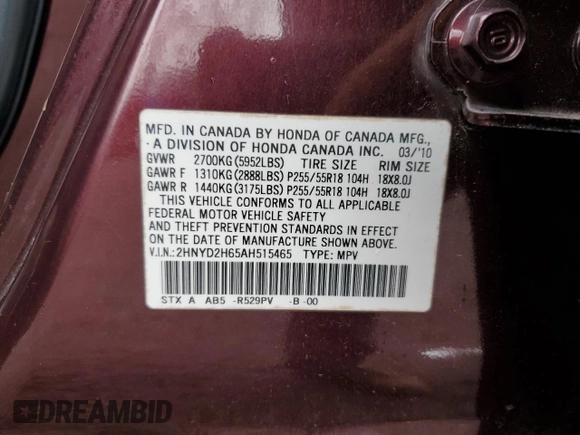 MFD. IN CANADA BY HONDA OF CANADA MFG.,
A DIVISION OF HONDA CANADA INC. 03/'10
GVWR 2700KG(5952LBS) TIRE SIZE RIM SIZE
GAWR F 1310KG(2888LBS) P255/55R18 104H 18X8.0J
GAWR R 1440KG(3175LBS) P255/55R18 104H 18X8.0J
THIS VEHICLE CONFORMS TO ALL APPLICABLE
FEDERAL MOTOR VEHICLE SAFETY
AND THEFT PREVENTION STANDARDS IN EFFECT
ON THE DATE OF MANUFACTURE SHOWN ABOVE.
V.I.N.:2HNYD2H65AH515465 TYPE: MPV
STX A AB5 -R529PV -B -00
DREAMBID